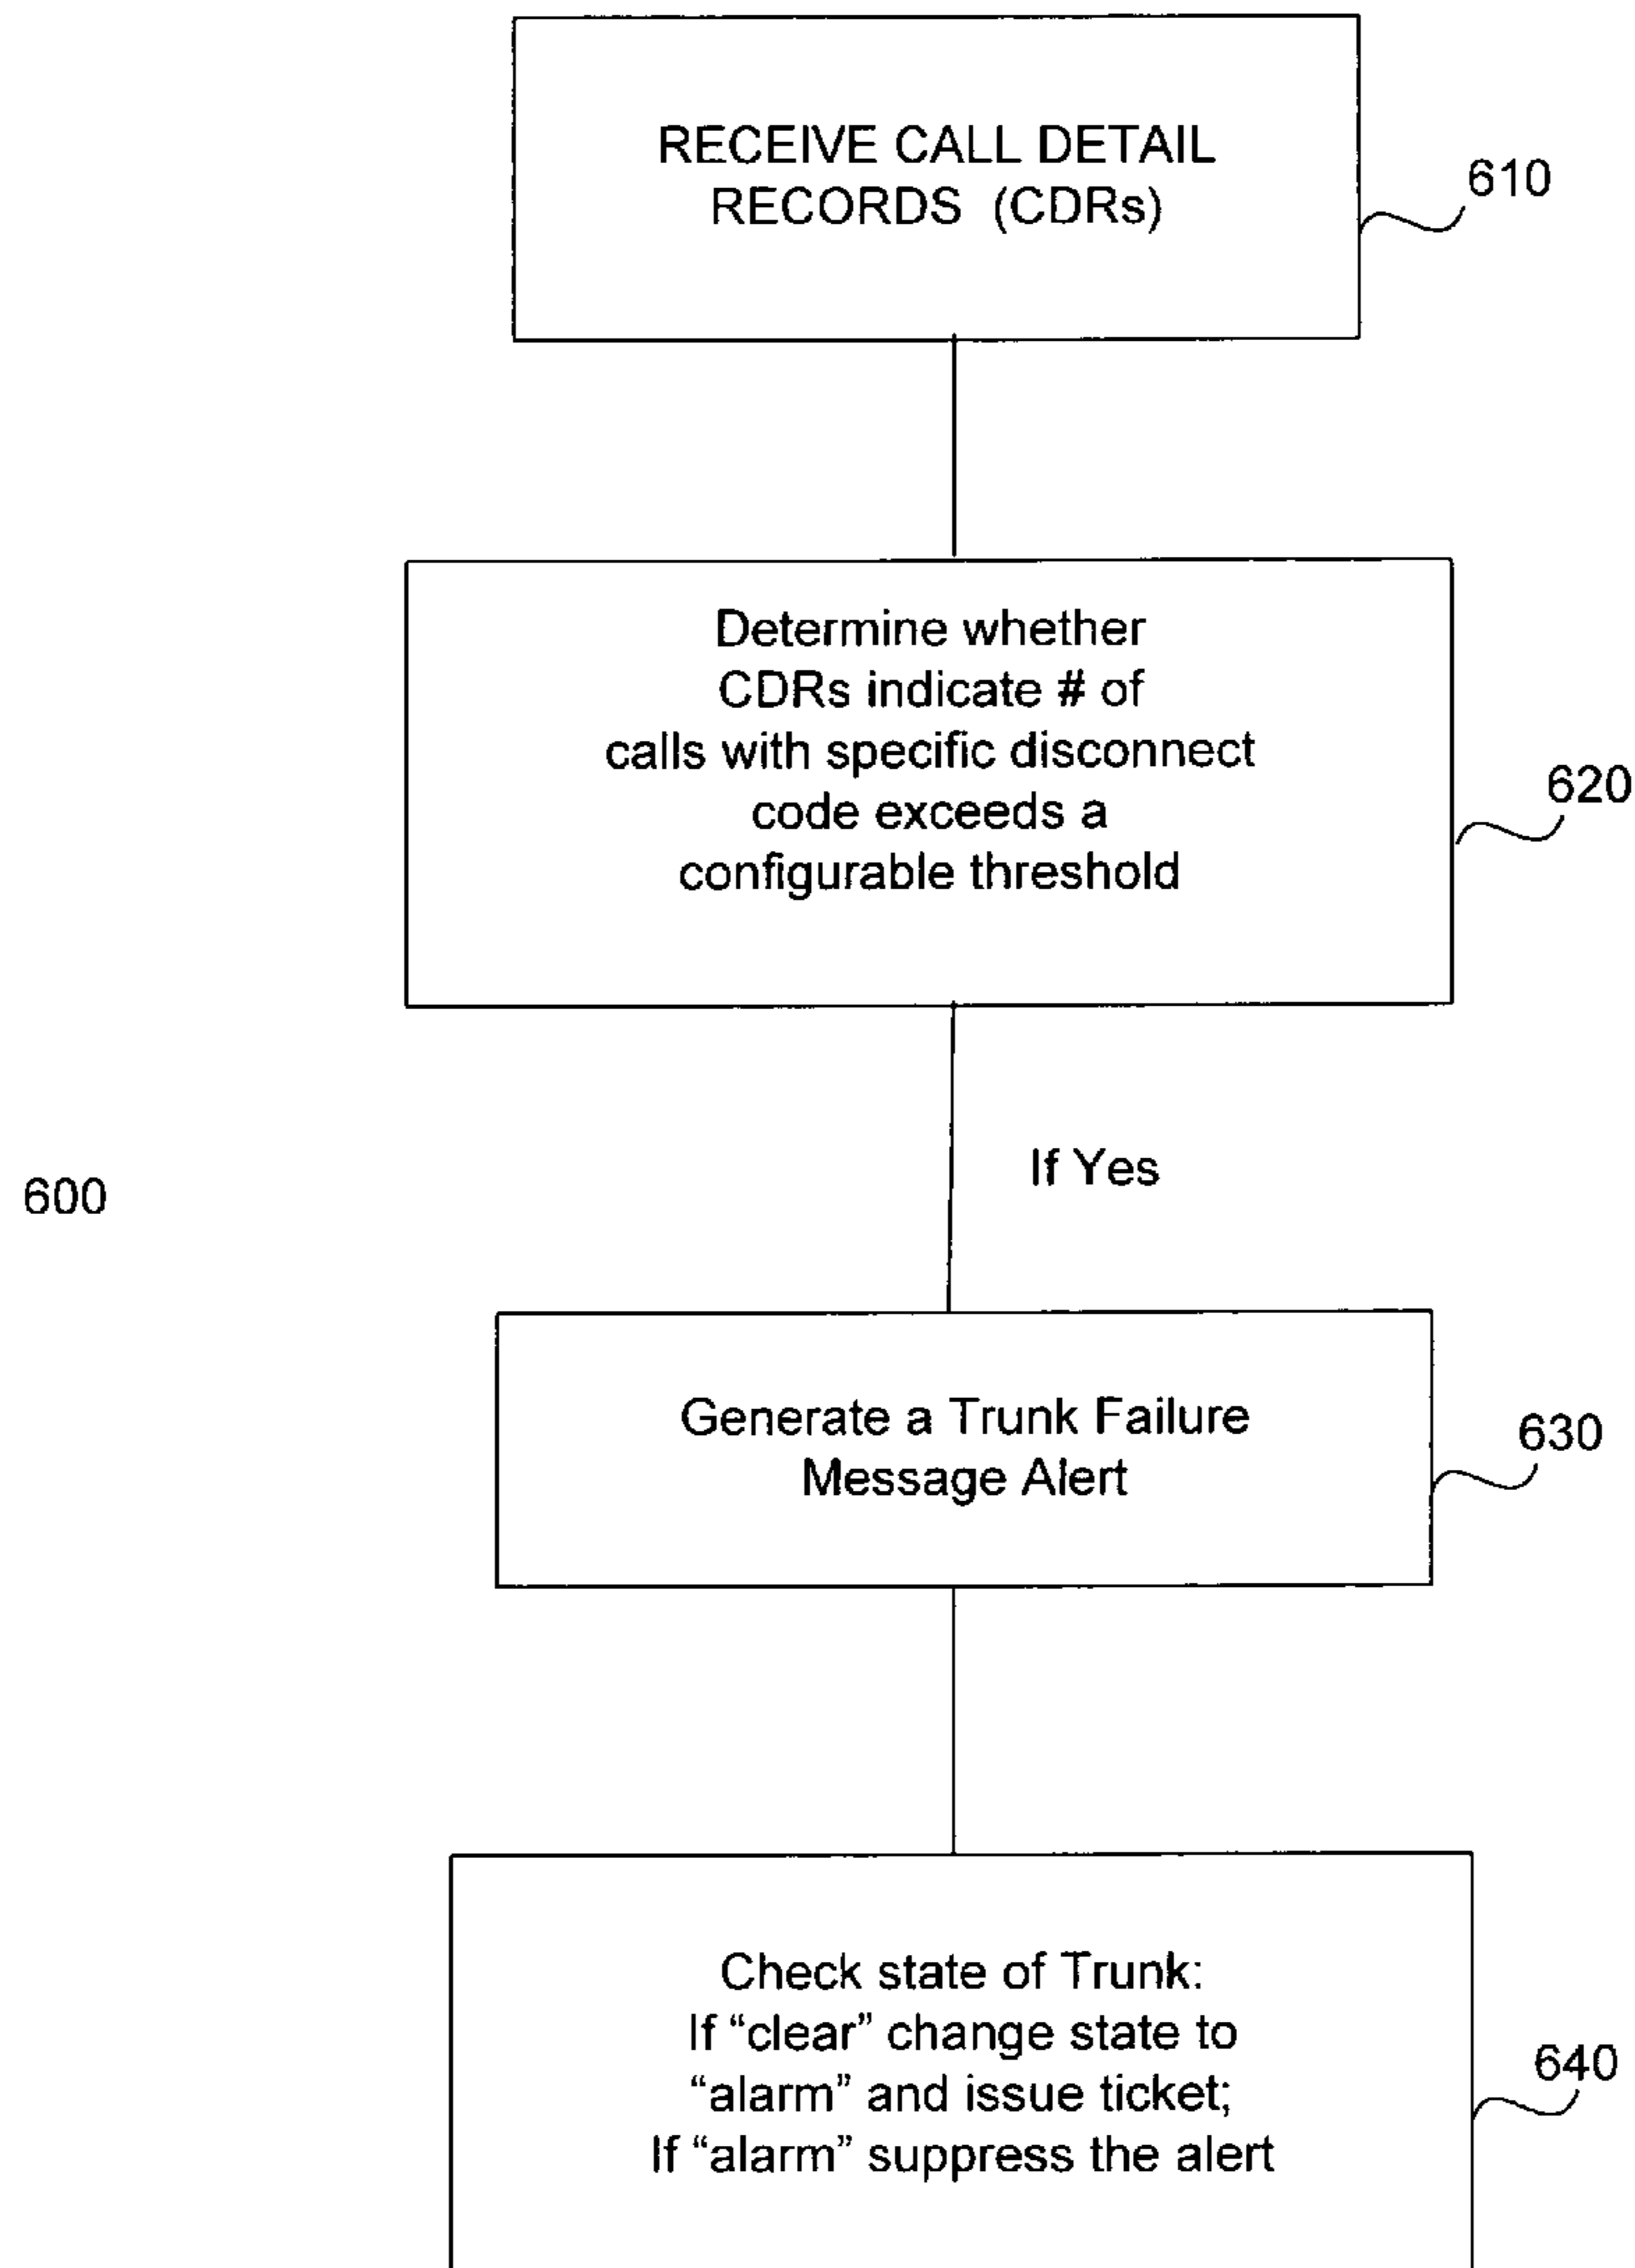 RECEIVE CALL DETAIL
RECORDS (CDRs)
610
Determine whether
CDRs indicate # of
calls with specific disconnect
code exceeds a
configurable threshold
620
If Yes
600
Generate a Trunk Failure
Message Alert
630
Check state of Trunk:
If “clear” change state to
“alarm” and issue ticket;
If “alarm” suppress the alert
640